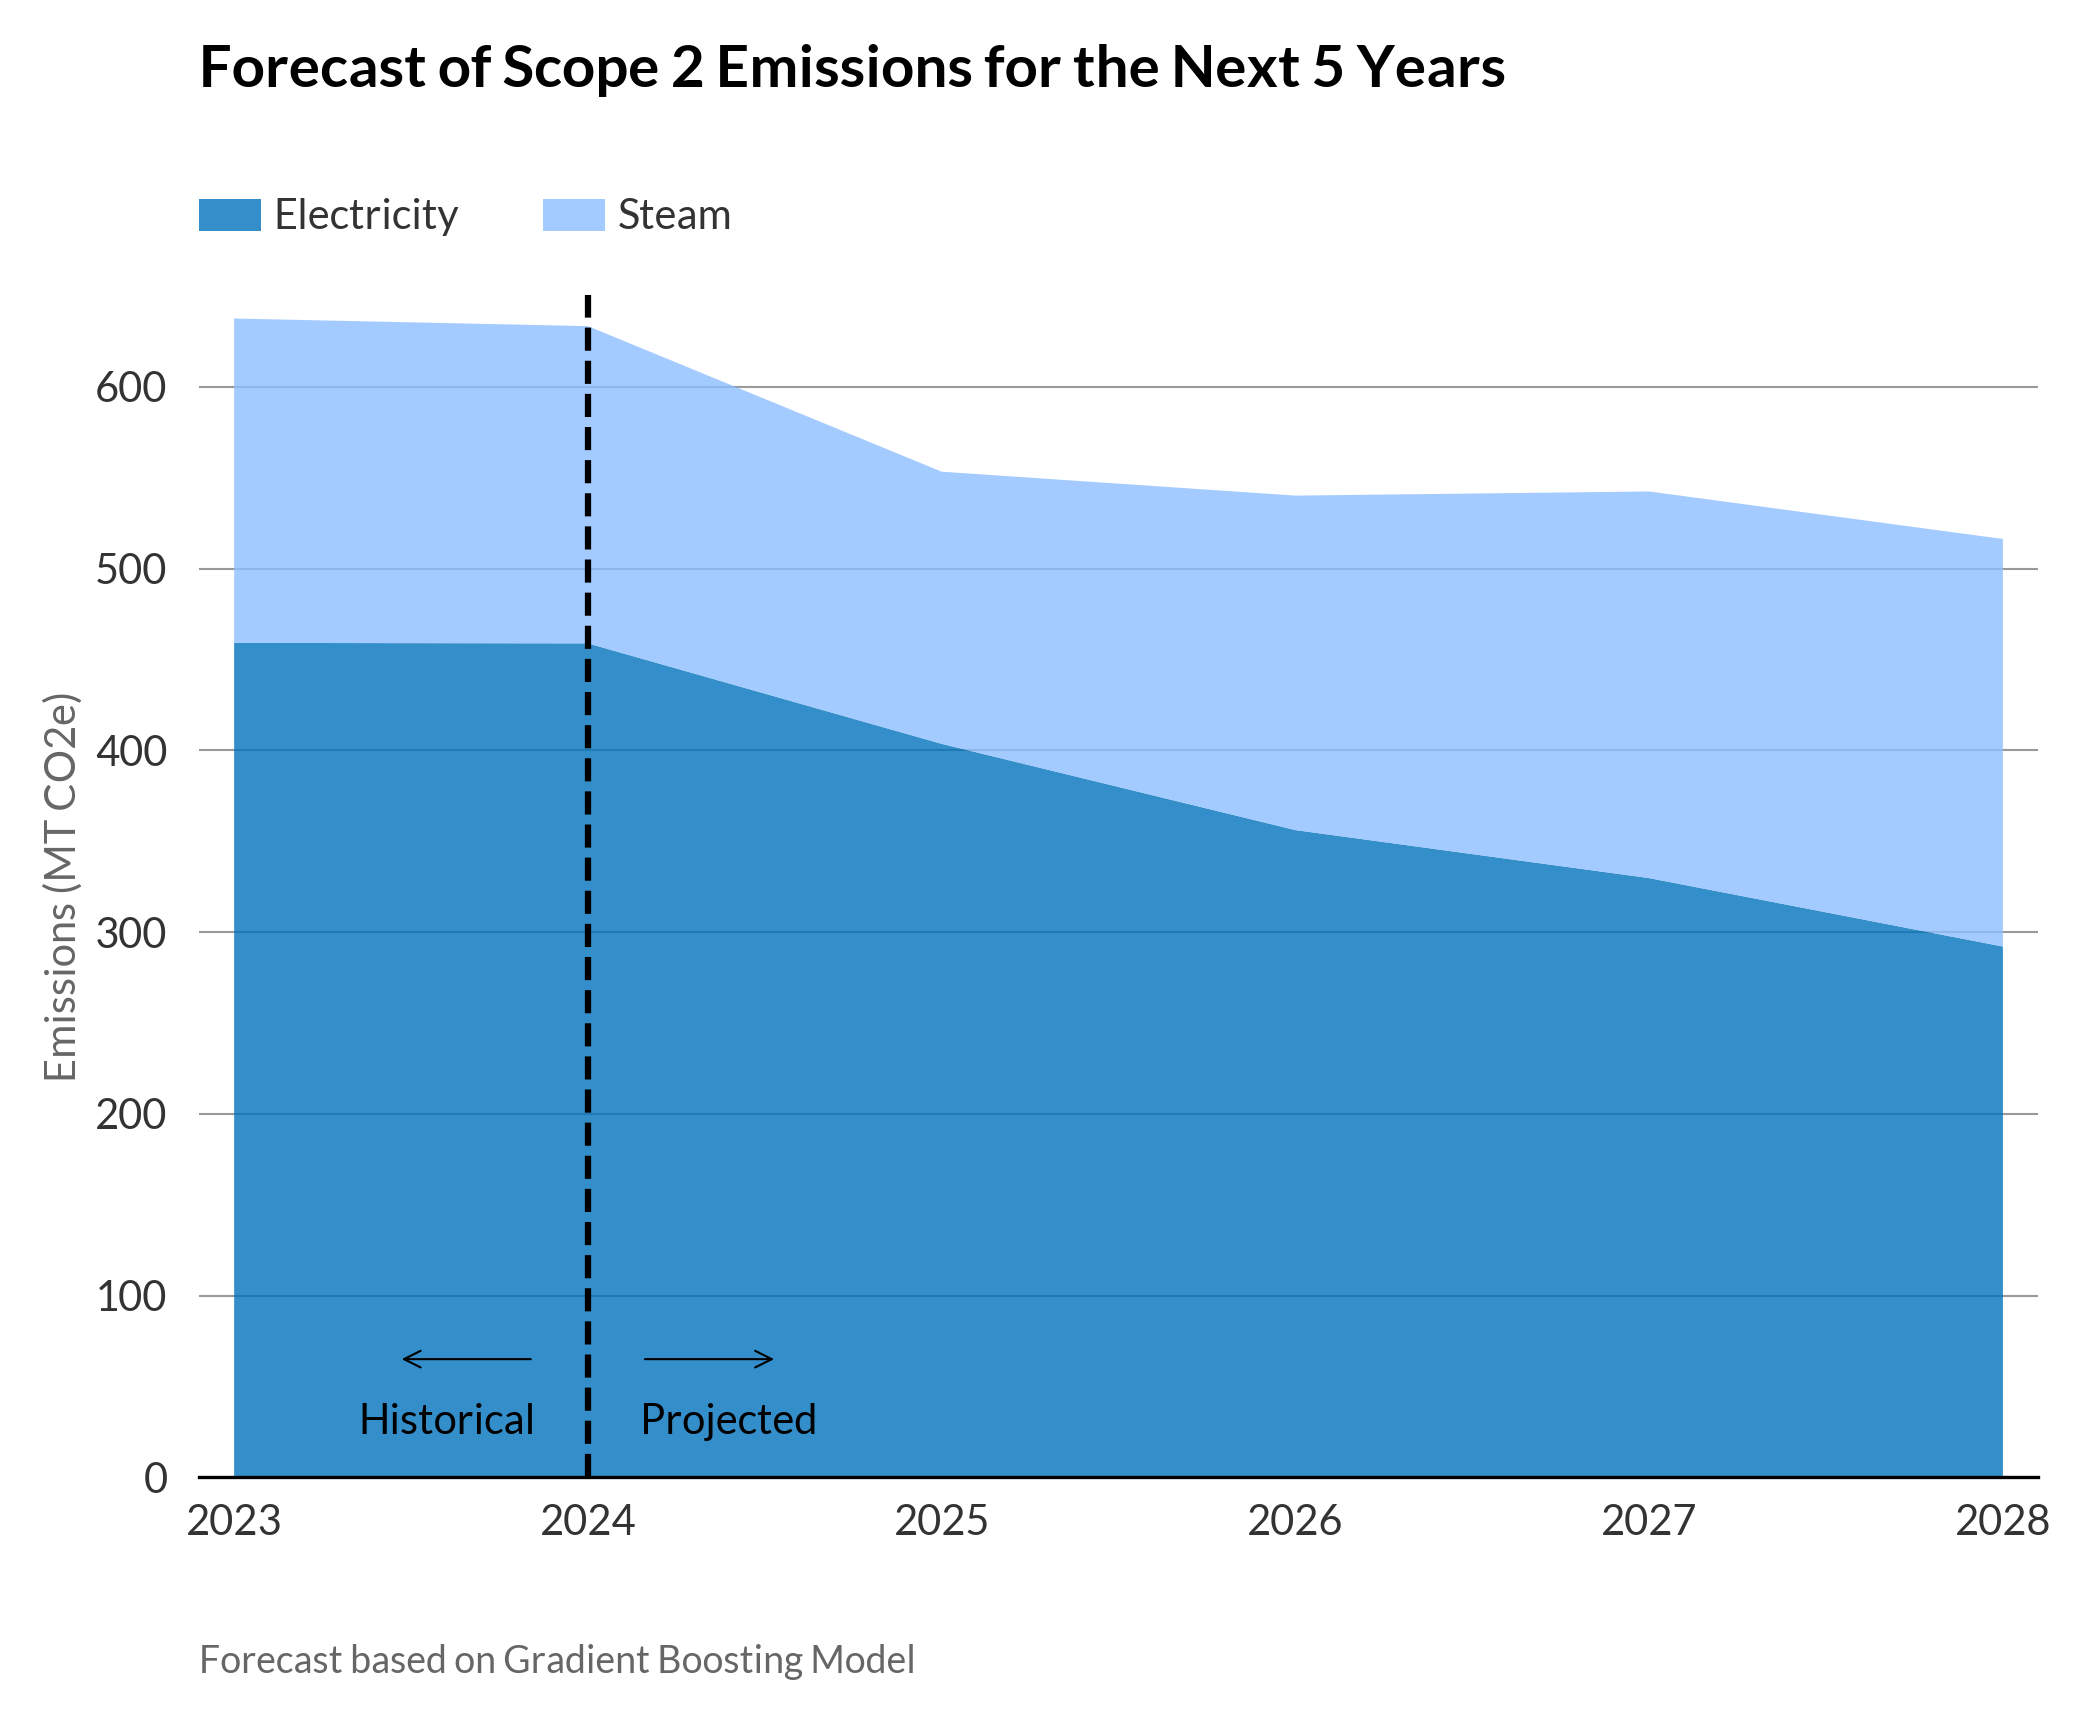 Forecast of Scope 2 Emissions for the Next 5 Years
Electricity
Steam
Emissions (MT CO2e)
600
500
400
300
200
100
0
Historical
Projected
2023
2024
2025
2026
2027
2028
Forecast based on Gradient Boosting Model